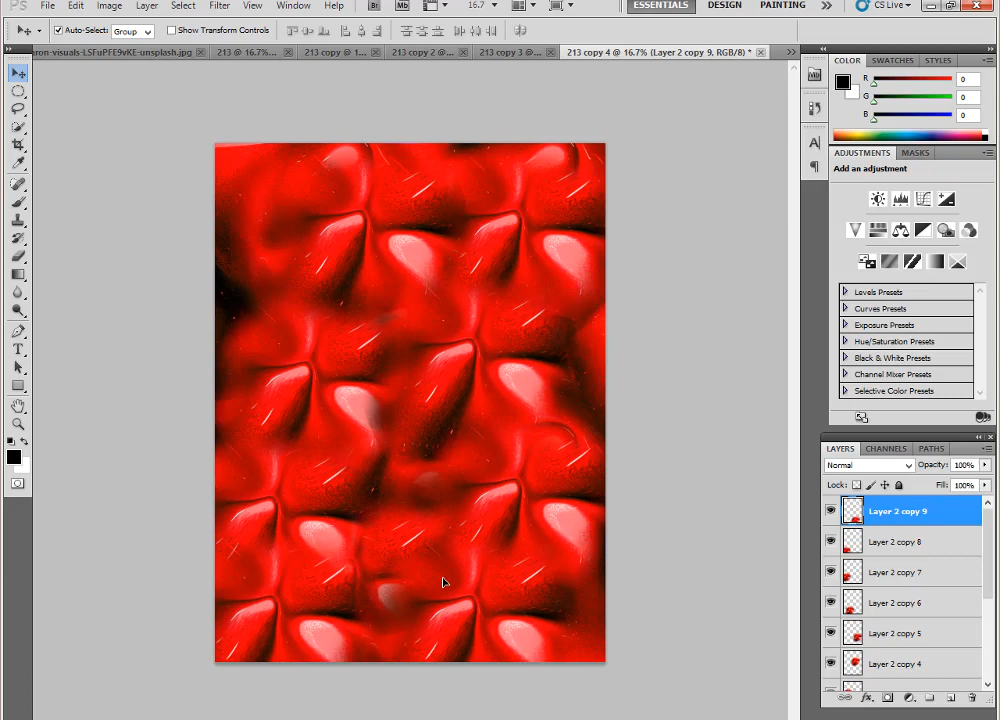 PS File Edit Image Layer Select Filter View Window Help Br Mb 16.7 ESSENTIALS DESIGN PAINTING >> CS Live
Auto-Select: Group Show Transform Controls
aron-visuals-LSFuPFE9vKE-unsplash.jpg 213 @ 16.7%... 213 copy @ 1... 213 copy 2 @... 213 copy 3 @... 213 copy 4 @ 16.7% (Layer 2 copy 9, RGB/8) *
COLOR SWATCHES STYLES
R 0
G 0
B 0
ADJUSTMENTS MASKS
Add an adjustment
Levels Presets
Curves Presets
Exposure Presets
Hue/Saturation Presets
Black & White Presets
Channel Mixer Presets
Selective Color Presets
LAYERS CHANNELS PATHS
Normal Opacity: 100%
Lock: Fill: 100%
Layer 2 copy 9
Layer 2 copy 8
Layer 2 copy 7
Layer 2 copy 6
Layer 2 copy 5
Layer 2 copy 4